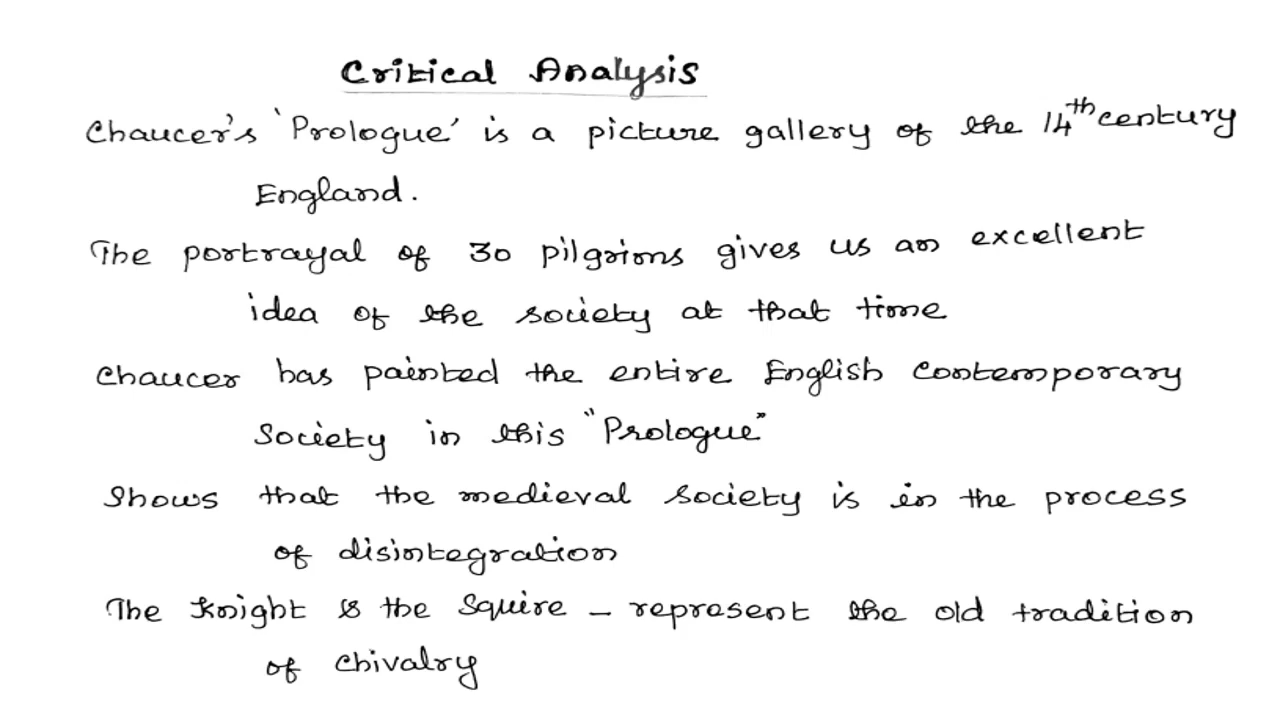 Critical Analysis
Chaucer's 'Prologue' is a picture gallery of the 14th century
England.
The portrayal of 30 pilgrims gives us an excellent
idea of the society at that time
Chaucer has painted the entire English contemporary
Society in this "Prologue"
Shows that the medieval society is in the process
of disintegration
The Knight & the Squire - represent the old tradition
of chivalry